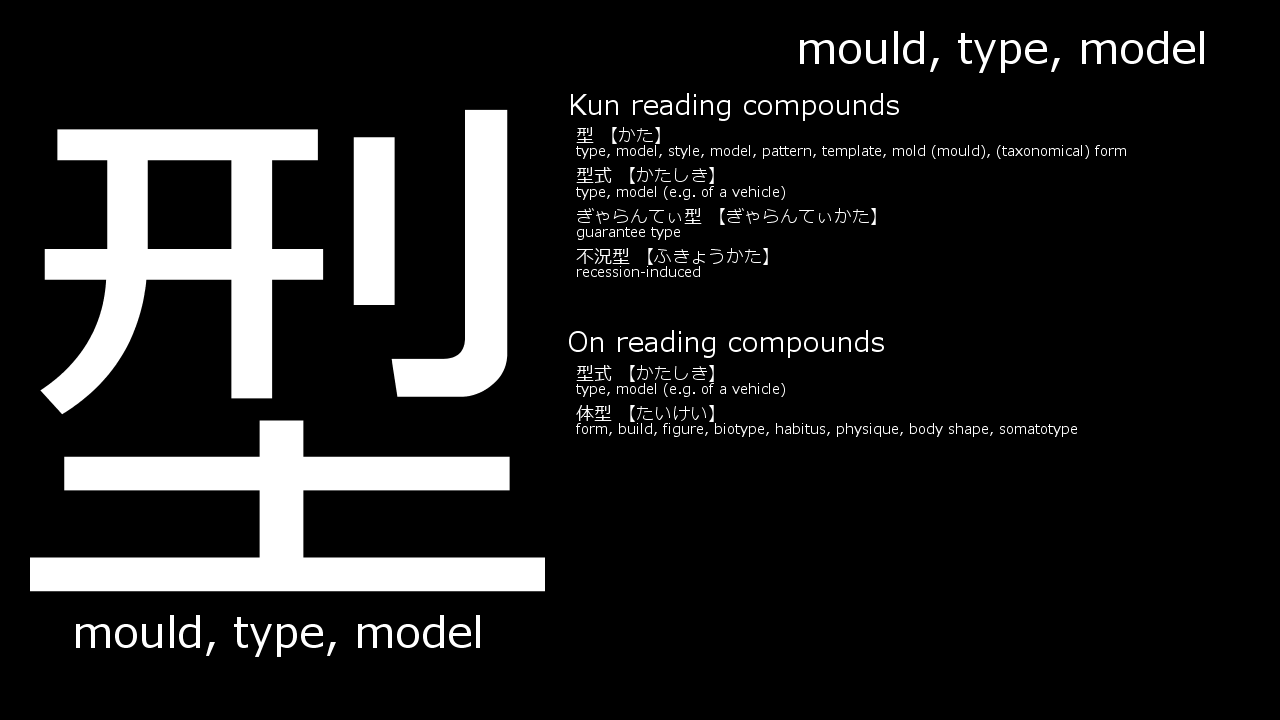 mould, type, model
型
mould, type, model
Kun reading compounds
型 【かた】
type, model, style, model, pattern, template, mold (mould), (taxonomical) form
型式 【かたしき】
type, model (e.g. of a vehicle)
ぎゃらんてぃ型 【ぎゃらんてぃかた】
guarantee type
不況型 【ふきょうかた】
recession-induced
On reading compounds
型式 【かたしき】
type, model (e.g. of a vehicle)
体型 【たいけい】
form, build, figure, biotype, habitus, physique, body shape, somatotype